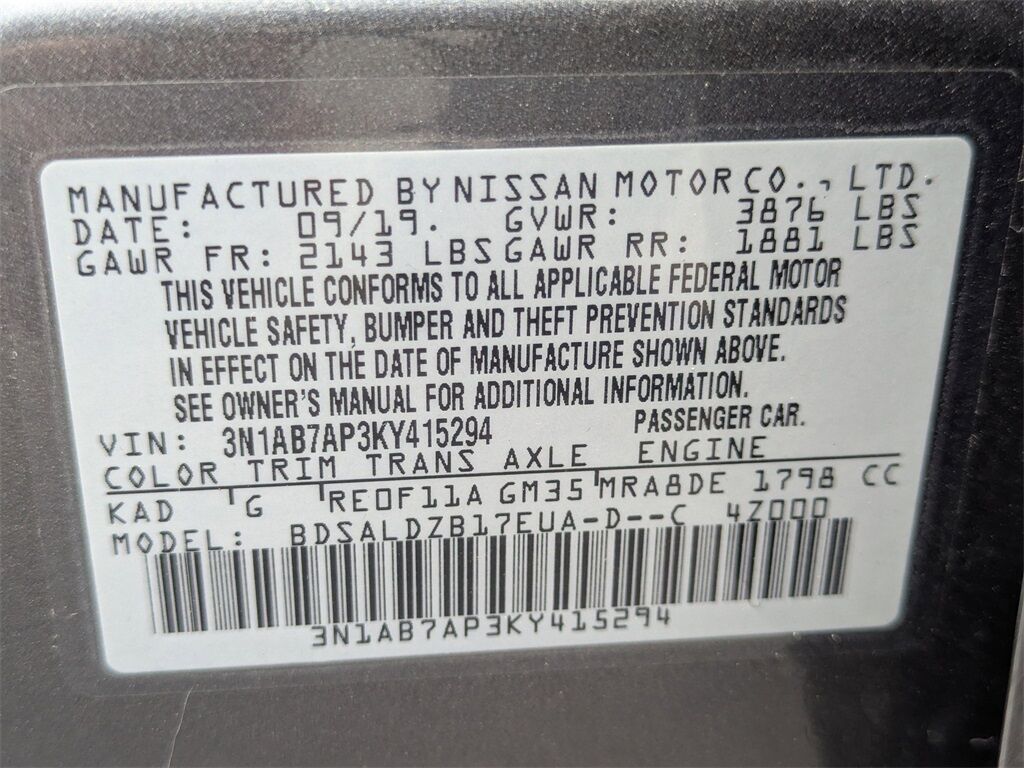 MANUFACTURED BY NISSAN MOTOR CO., LTD.
DATE: 09/19. GVWR: 3876 LBS
GAWR FR: 2143 LBS GAWR RR: 1881 LBS
THIS VEHICLE CONFORMS TO ALL APPLICABLE FEDERAL MOTOR
VEHICLE SAFETY, BUMPER AND THEFT PREVENTION STANDARDS
IN EFFECT ON THE DATE OF MANUFACTURE SHOWN ABOVE.
SEE OWNER'S MANUAL FOR ADDITIONAL INFORMATION.
VIN: 3N1AB7AP3KY415294 PASSENGER CAR.
COLOR TRIM TRANS AXLE ENGINE
KAD G RE0F11A GM35 MRA8DE 1798 CC
MODEL: BDSALDZB17EUA-D--C 4Z000
3N1AB7AP3KY415294